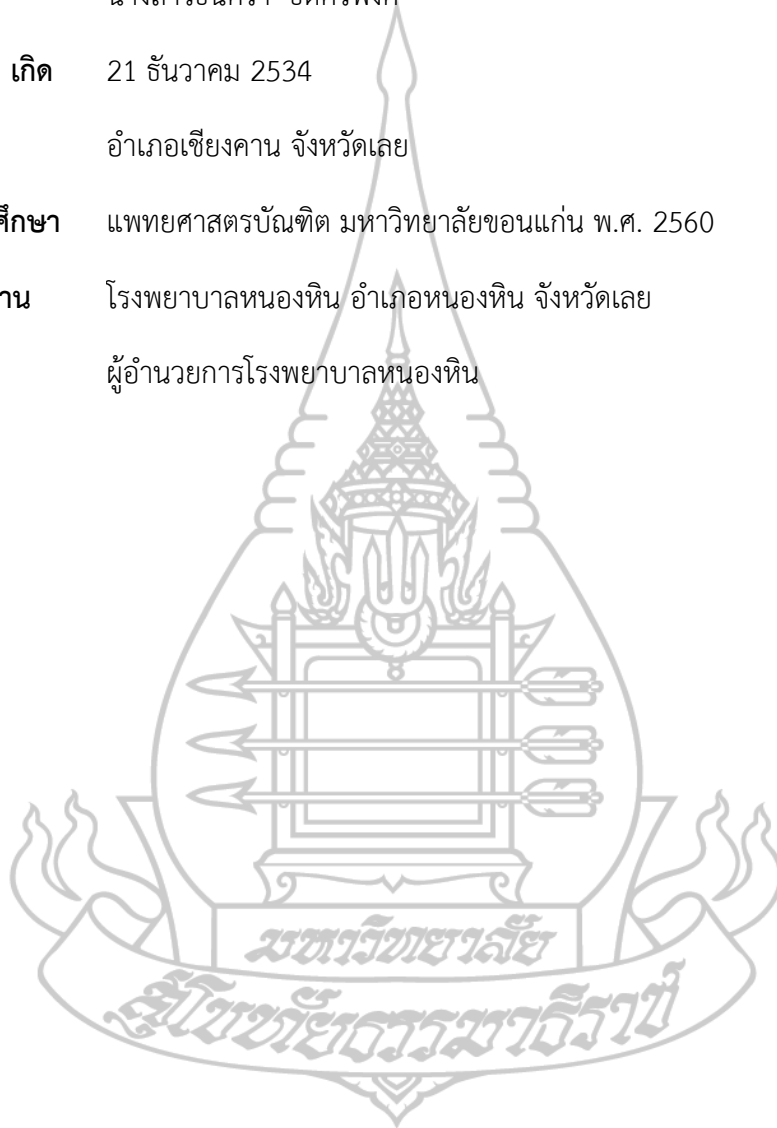 เกิด 21 ธันวาคม 2534
อำเภอเชียงคาน จังหวัดเลย
ศึกษา แพทยศาสตรบัณฑิต มหาวิทยาลัยขอนแก่น พ.ศ. 2560
าน โรงพยาบาลหนองหิน อำเภอหนองหิน จังหวัดเลย
ผู้อำนวยการโรงพยาบาลหนองหิน
มหาวิทยาลัย
สุโขทัยธรรมาธิราช